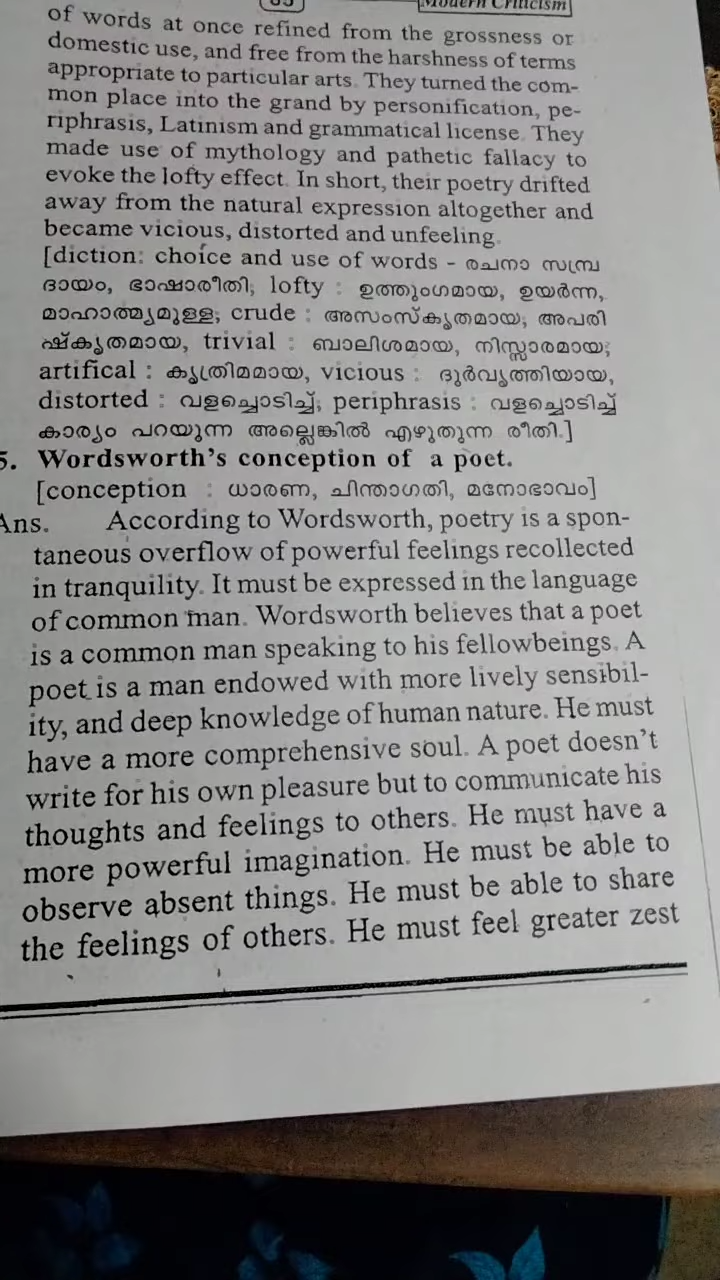 Modern Criticism
of words at once refined from the grossness or
domestic use, and free from the harshness of terms
appropriate to particular arts. They turned the com-
mon place into the grand by personification, pe-
riphrasis, Latinism and grammatical license. They
made use of mythology and pathetic fallacy to
evoke the lofty effect. In short, their poetry drifted
away from the natural expression altogether and
became vicious, distorted and unfeeling.
[diction: choice and use of words - രചനാ സമ്പ്ര
ദായം, ഭാഷാരീതി; lofty : ഉത്തുംഗമായ, ഉയർന്ന,
മാഹാത്മ്യമുള്ള; crude : അസംസ്കൃതമായ; അപരി
ഷ്കൃതമായ, trivial : ബാലിശമായ, നിസ്സാരമായ;
artifical : കൃത്രിമമായ, vicious : ദുർവൃത്തിയായ,
distorted : വളച്ചൊടിച്ച്; periphrasis : വളച്ചൊടിച്ച്
കാര്യം പറയുന്ന അല്ലെങ്കിൽ എഴുതുന്ന രീതി.]
5. Wordsworth's conception of a poet.
[conception : ധാരണ, ചിന്താഗതി, മനോഭാവം]
Ans. According to Wordsworth, poetry is a spon-
taneous overflow of powerful feelings recollected
in tranquility. It must be expressed in the language
of common man. Wordsworth believes that a poet
is a common man speaking to his fellowbeings. A
poet is a man endowed with more lively sensibil-
ity, and deep knowledge of human nature. He must
have a more comprehensive soul. A poet doesn't
write for his own pleasure but to communicate his
thoughts and feelings to others. He must have a
more powerful imagination. He must be able to
observe absent things. He must be able to share
the feelings of others. He must feel greater zest